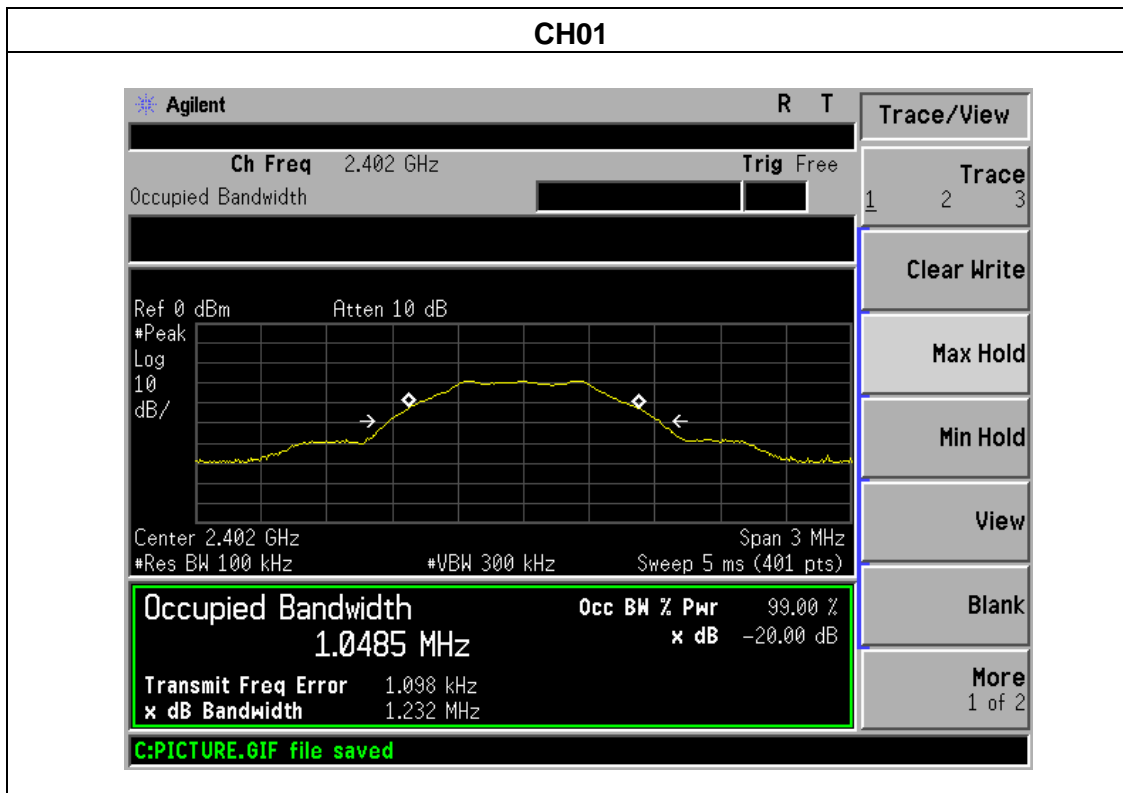 CH01
Agilent R T
Ch Freq 2.402 GHz Trig Free
Occupied Bandwidth
Ref 0 dBm Atten 10 dB
#Peak
Log
10
dB/
Center 2.402 GHz Span 3 MHz
#Res BW 100 kHz #VBW 300 kHz Sweep 5 ms (401 pts)
Occupied Bandwidth Occ BW % Pwr 99.00 %
1.0485 MHz x dB -20.00 dB
Transmit Freq Error 1.098 kHz
x dB Bandwidth 1.232 MHz
C:PICTURE.GIF file saved
Trace/View
Trace
1 2 3
Clear Write
Max Hold
Min Hold
View
Blank
More
1 of 2